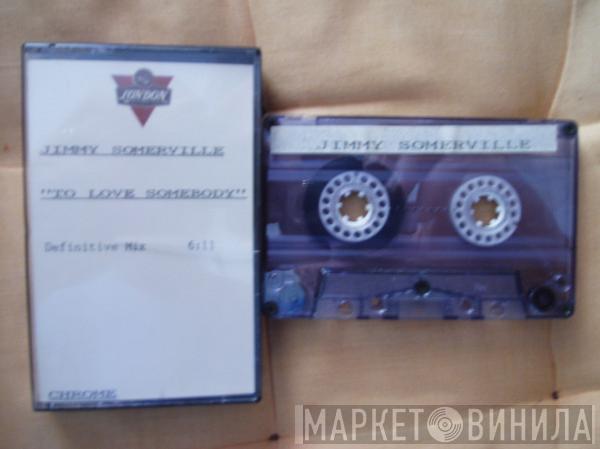 LONDON
JIMMY SOMERVILLE
"TO LOVE SOMEBODY"
Definitive Mix 6:11
CHROME
JIMMY SOMERVILLE
МАРКЕТ ВИНИЛА